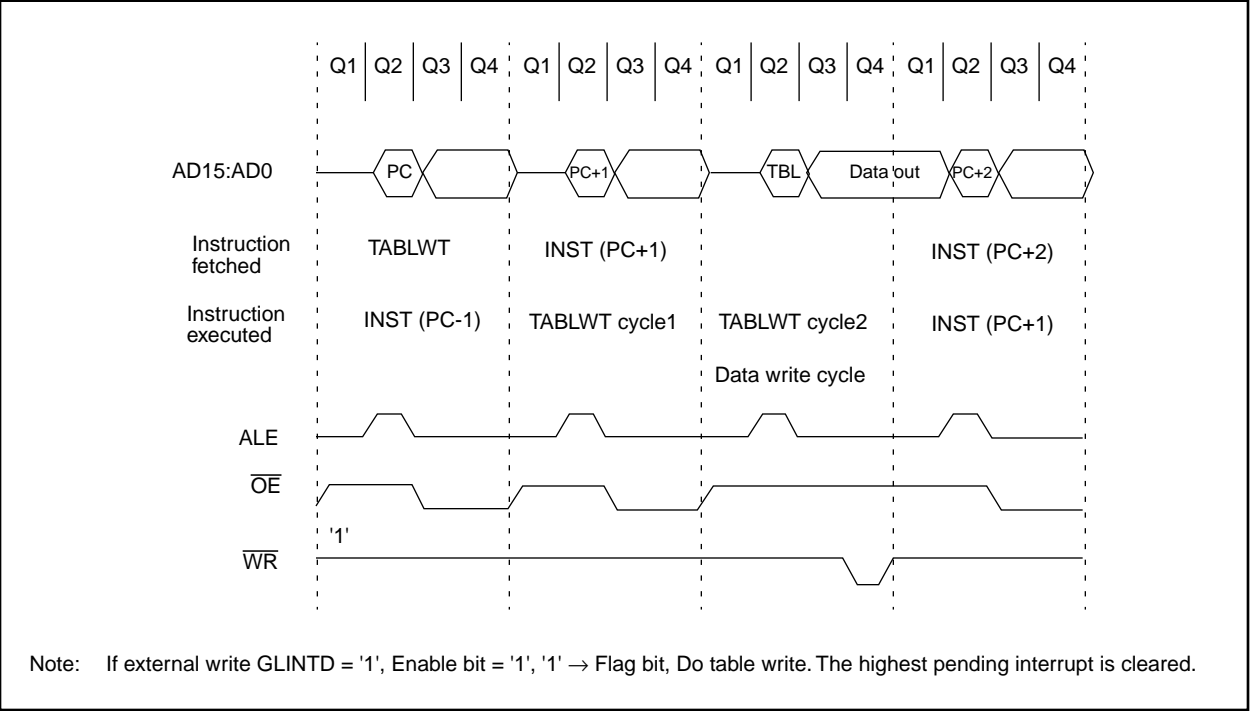 Q1 Q2 Q3 Q4 Q1 Q2 Q3 Q4 Q1 Q2 Q3 Q4 Q1 Q2 Q3 Q4
AD15:AD0 PC PC+1 TBL Data out PC+2
Instruction
fetched
TABLWT INST (PC+1) INST (PC+2)
Instruction
executed
INST (PC-1) TABLWT cycle1 TABLWT cycle2 INST (PC+1)
Data write cycle
ALE
OE
'1'
WR
Note: If external write GLINTD = '1', Enable bit = '1', '1' → Flag bit, Do table write. The highest pending interrupt is cleared.